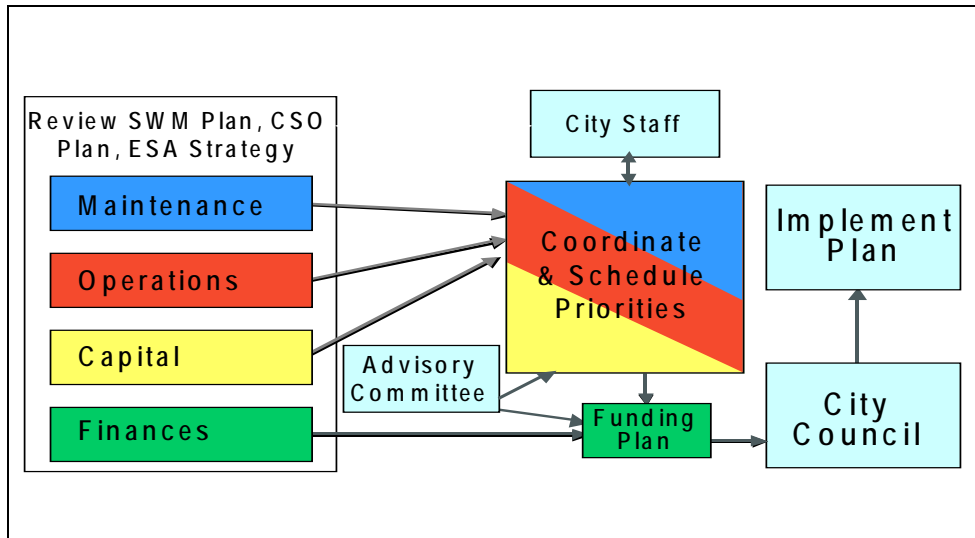 Review SWM Plan, CSO
Plan, ESA Strategy
Maintenance
Operations
Capital
Finances
City Staff
Coordinate
& Schedule
Priorities
Advisory
Committee
Funding
Plan
Implement
Plan
City
Council